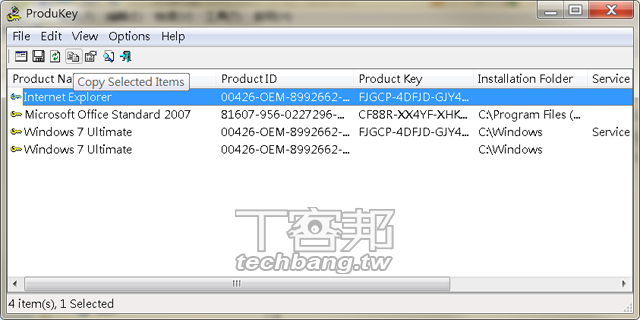 ProduKey
File Edit View Options Help
Product Na Product ID Product Key Installation Folder Service
Copy Selected Items
Internet Explorer 00426-OEM-8992662-... FJGCP-4DFJD-GJY4...
Microsoft Office Standard 2007 81607-956-0227296-... CF88R-XX4YF-XHK... C:\Program Files (...
Windows 7 Ultimate 00426-OEM-8992662-... FJGCP-4DFJD-GJY4... C:\Windows Service
Windows 7 Ultimate 00426-OEM-8992662-... C:\Windows
T客邦
techbang.tw
4 item(s), 1 Selected